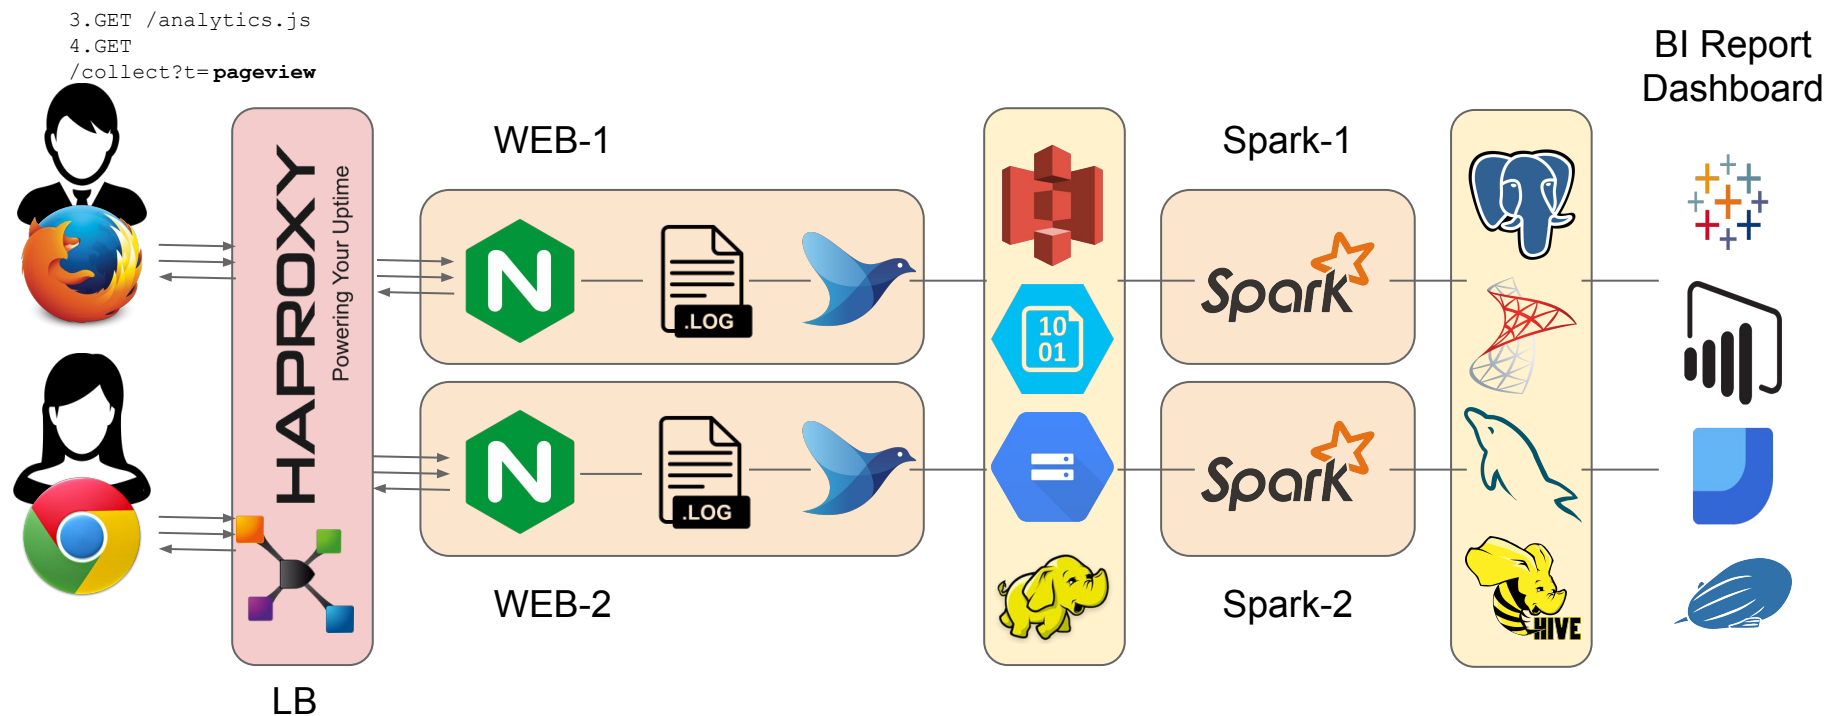 3.GET /analytics.js
4.GET
/collect?t=pageview
BI Report
Dashboard
WEB-1
Spark-1
HAPROXY
Powering Your Uptime
N
.LOG
Spark
10
01
N
.LOG
Spark
HIVE
WEB-2
Spark-2
LB